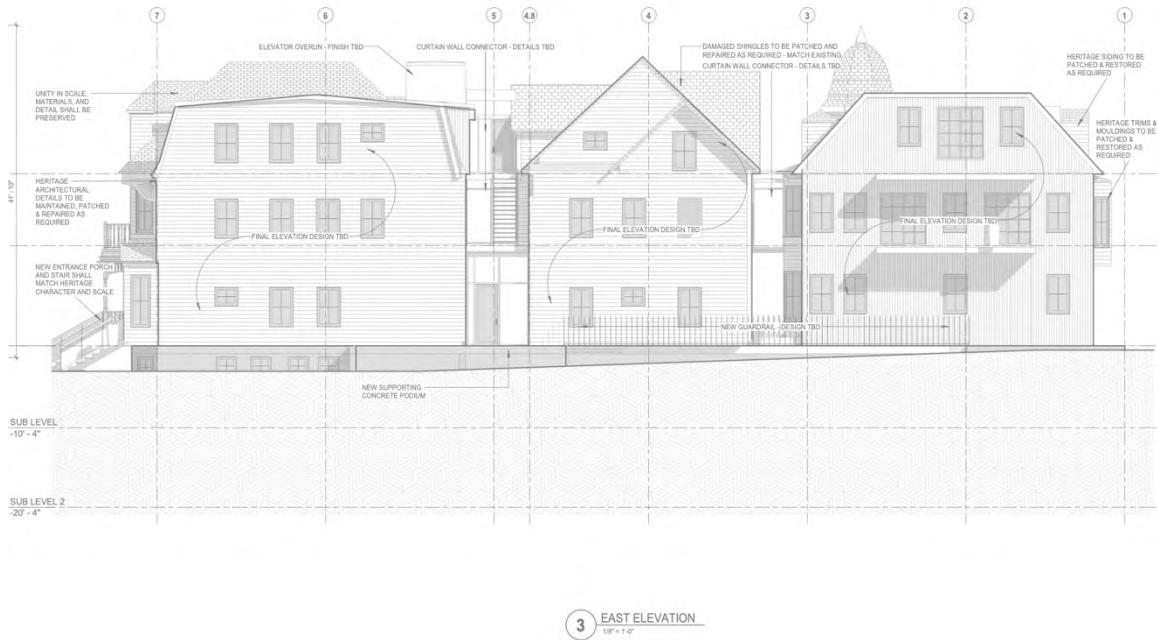 7
6
5
4.8
4
3
2
1
ELEVATOR OVERUN - FINISH TBD
CURTAIN WALL CONNECTOR - DETAILS TBD
DAMAGED SHINGLES TO BE PATCHED AND
REPAIRED AS REQUIRED - MATCH EXISTING
CURTAIN WALL CONNECTOR - DETAILS TBD
HERITAGE SIDING TO BE
PATCHED & RESTORED
AS REQUIRED
UNITY IN SCALE,
MATERIALS, AND
DETAIL SHALL BE
PRESERVED
HERITAGE TRIMS &
MOULDINGS TO BE
PATCHED &
RESTORED AS
REQUIRED
41' - 10"
HERITAGE
ARCHITECTURAL
DETAILS TO BE
MAINTAINED, PATCHED
& REPAIRED AS
REQUIRED
FINAL ELEVATION DESIGN TBD
FINAL ELEVATION DESIGN TBD
FINAL ELEVATION DESIGN TBD
NEW ENTRANCE PORCH
AND STAIR SHALL
MATCH HERITAGE
CHARACTER AND SCALE
NEW GUARDRAIL - DESIGN TBD
NEW SUPPORTING
CONCRETE PODIUM
SUB LEVEL
-10' - 4"
SUB LEVEL 2
-20' - 4"
3
EAST ELEVATION
1/8" = 1'-0"